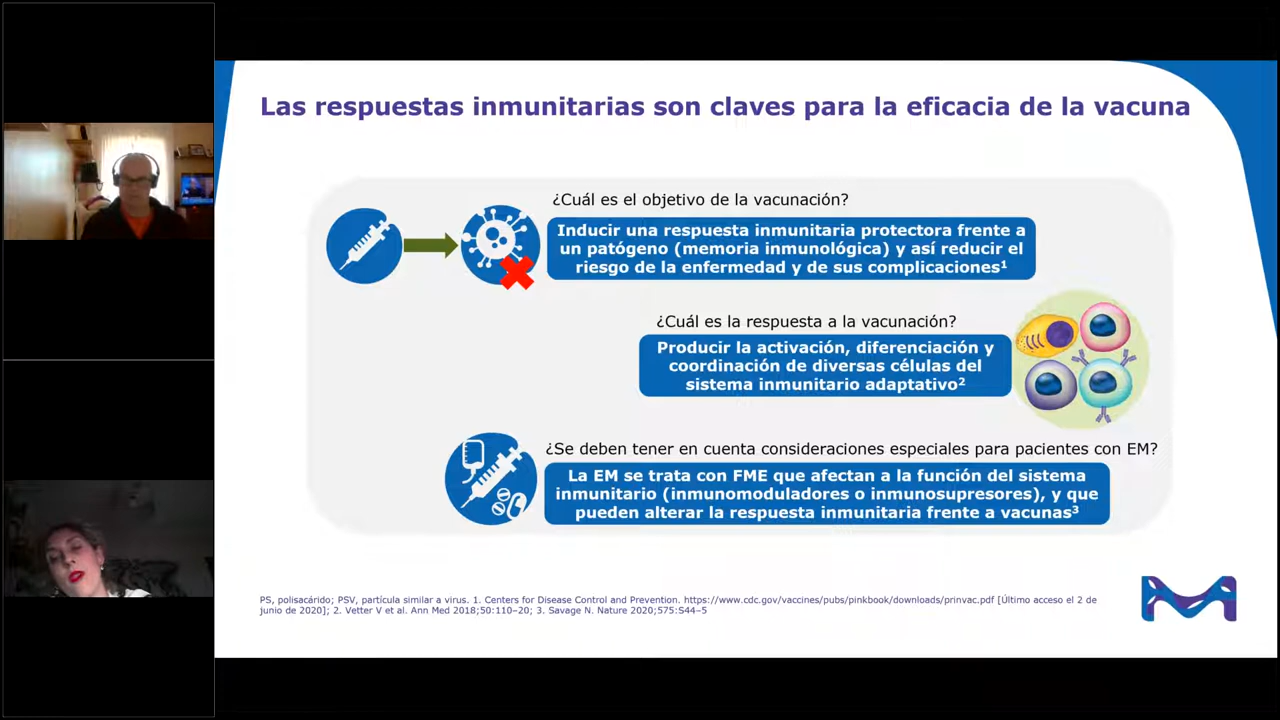 Las respuestas inmunitarias son claves para la eficacia de la vacuna
¿Cuál es el objetivo de la vacunación?
Inducir una respuesta inmunitaria protectora frente a
un patógeno (memoria inmunológica) y así reducir el
riesgo de la enfermedad y de sus complicaciones¹
¿Cuál es la respuesta a la vacunación?
Producir la activación, diferenciación y
coordinación de diversas células del
sistema inmunitario adaptativo²
¿Se deben tener en cuenta consideraciones especiales para pacientes con EM?
La EM se trata con FME que afectan a la función del sistema
inmunitario (inmunomoduladores o inmunosupresores), y que
pueden alterar la respuesta inmunitaria frente a vacunas³
PS, polisacárido; PSV, partícula similar a virus. 1. Centers for Disease Control and Prevention. https://www.cdc.gov/vaccines/pubs/pinkbook/downloads/prinvac.pdf [Último acceso el 2 de
junio de 2020]; 2. Vetter V et al. Ann Med 2018;50:110–20; 3. Savage N. Nature 2020;575:S44–5